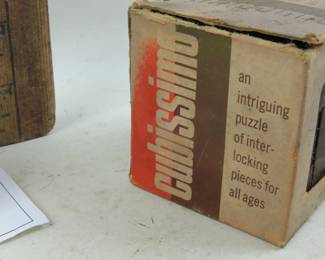 cubissimo
an
intriguing
puzzle
of inter-
locking
pieces for
all ages